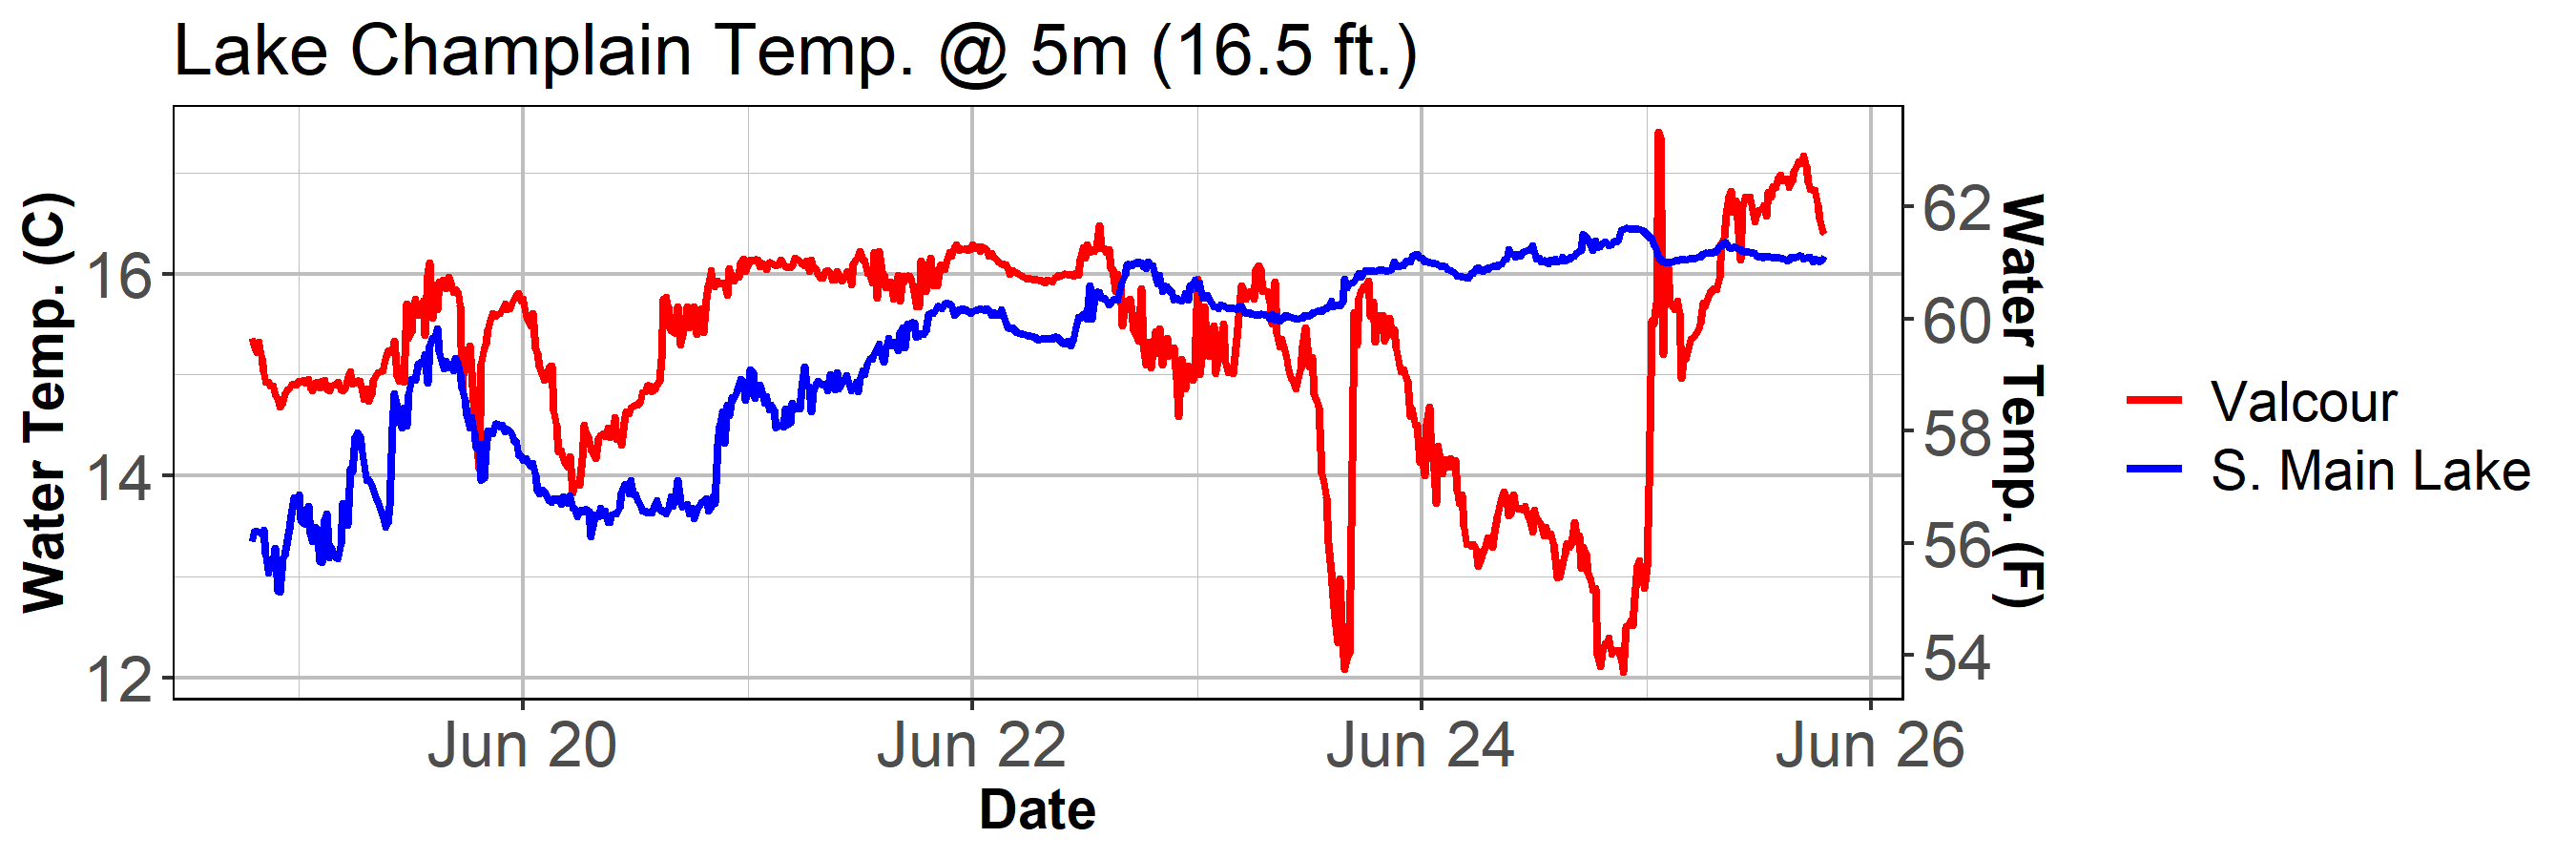 Lake Champlain Temp. @ 5m (16.5 ft.)
Water Temp. (C)
16
14
12
62
60
58
56
54
Water Temp. (F)
Valcour
S. Main Lake
Jun 20
Jun 22
Jun 24
Jun 26
Date